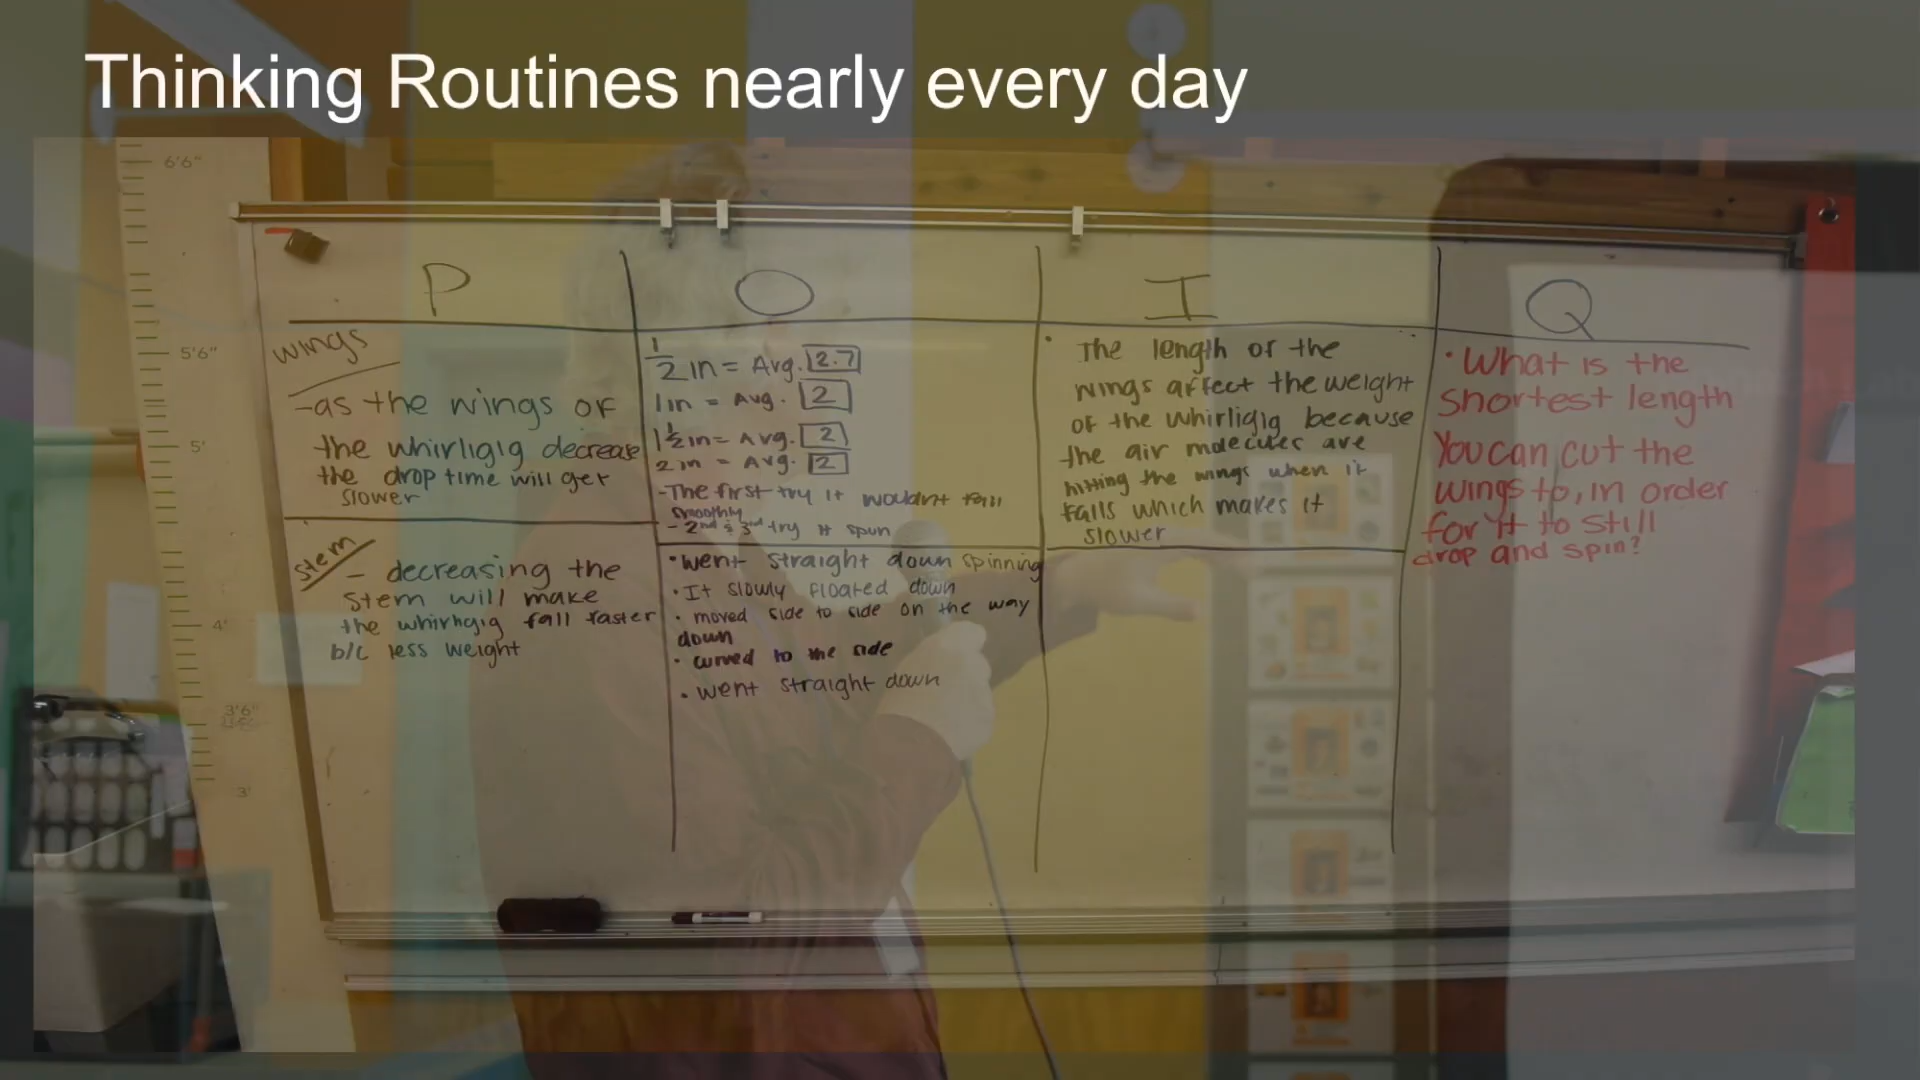 Thinking Routines nearly every day
6'6"
5'6"
5'
4'
3'6"
3'
P
O
I
Q
wings
-as the wings of
the whirligig decrease
the drop time will get
slower
1/2 in = Avg. 2.7
1 in = Avg. 2
1 1/2 in = Avg. 2
2 in = Avg. 2
-The first try it wouldnt fall
smoothly
- 2nd & 3rd try it spun
• The length of the
wings affect the weight
of the whirligig because
the air molecules are
hitting the wings when it
falls which makes it
slower
• What is the
shortest length
You can cut the
wings to, in order
for it to still
drop and spin?
stem
- decreasing the
stem will make
the whirligig fall faster
b/c less weight
• went straight down spinning
• It slowly floated down
• moved side to side on the way
down
• curved to the side
• went straight down